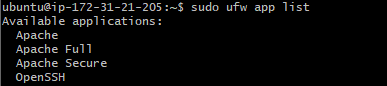 ubuntu@ip-172-31-21-205:~$ sudo ufw app list
Available applications:
  Apache
  Apache Full
  Apache Secure
  OpenSSH